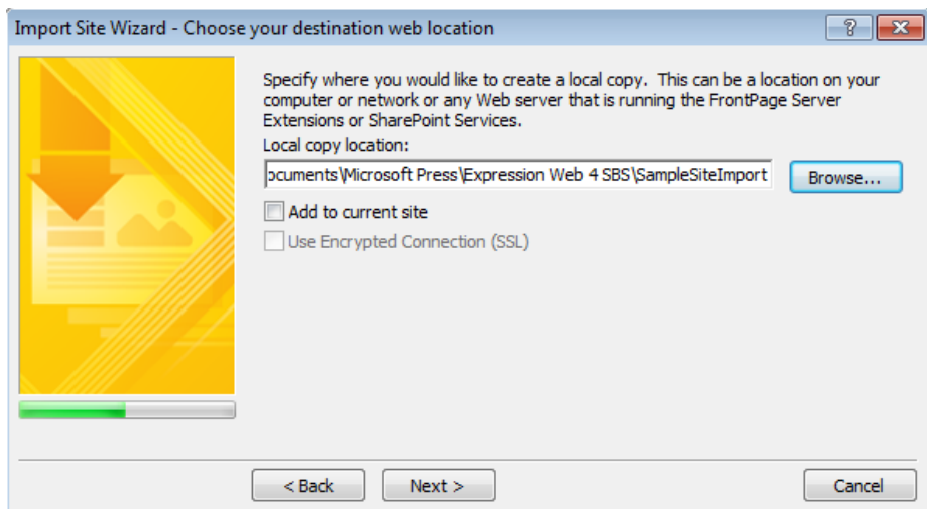 Import Site Wizard - Choose your destination web location
?
Specify where you would like to create a local copy. This can be a location on your
computer or network or any Web server that is running the FrontPage Server
Extensions or SharePoint Services.
Local copy location:
ocuments\Microsoft Press\Expression Web 4 SBS\SampleSiteImport
Browse...
Add to current site
Use Encrypted Connection (SSL)
< Back
Next >
Cancel